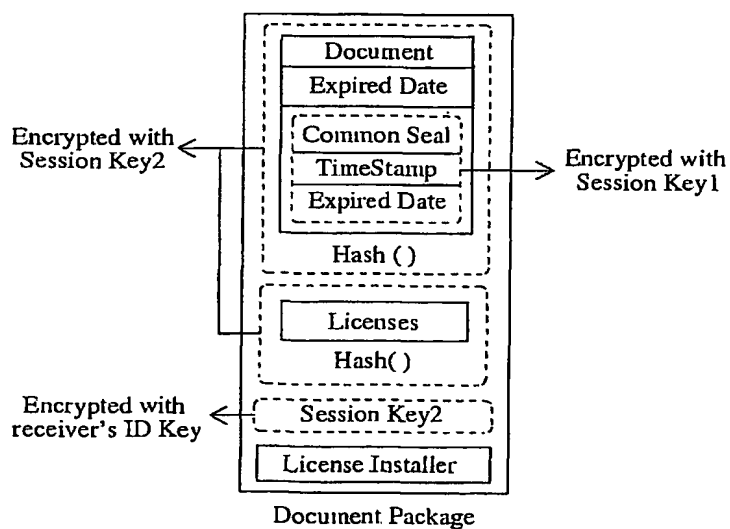 Document
Expired Date
Common Seal
TimeStamp
Expired Date
Hash ( )
Encrypted with
Session Key2
Encrypted with
Session Key1
Licenses
Hash( )
Encrypted with
receiver's ID Key
Session Key2
License Installer
Document Package